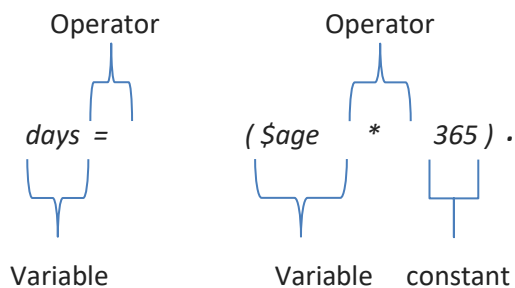 Operator Operator
days = ($age * 365).
Variable Variable constant